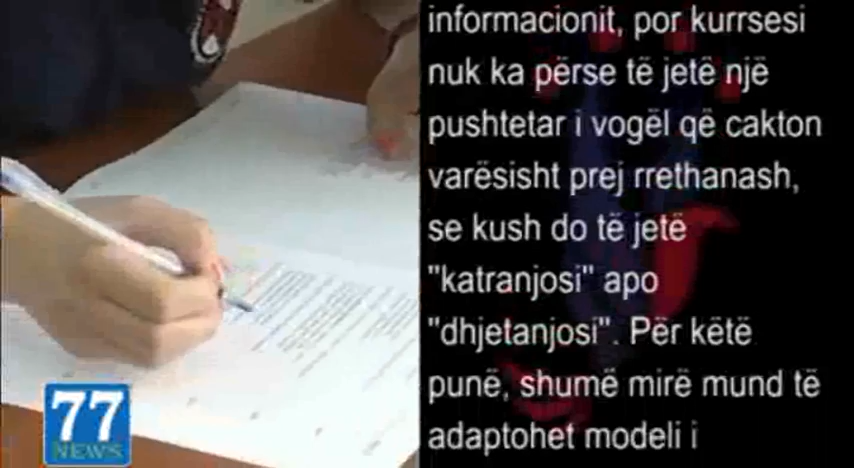 informacionit, por kurrsesi
nuk ka përse të jetë një
pushtetar i vogël që cakton
varësisht prej rrethanash,
se kush do të jetë
"katranjosi" apo
"dhjetanjosi". Për këtë
punë, shumë mirë mund të
adaptohet modeli i
77
NEWS